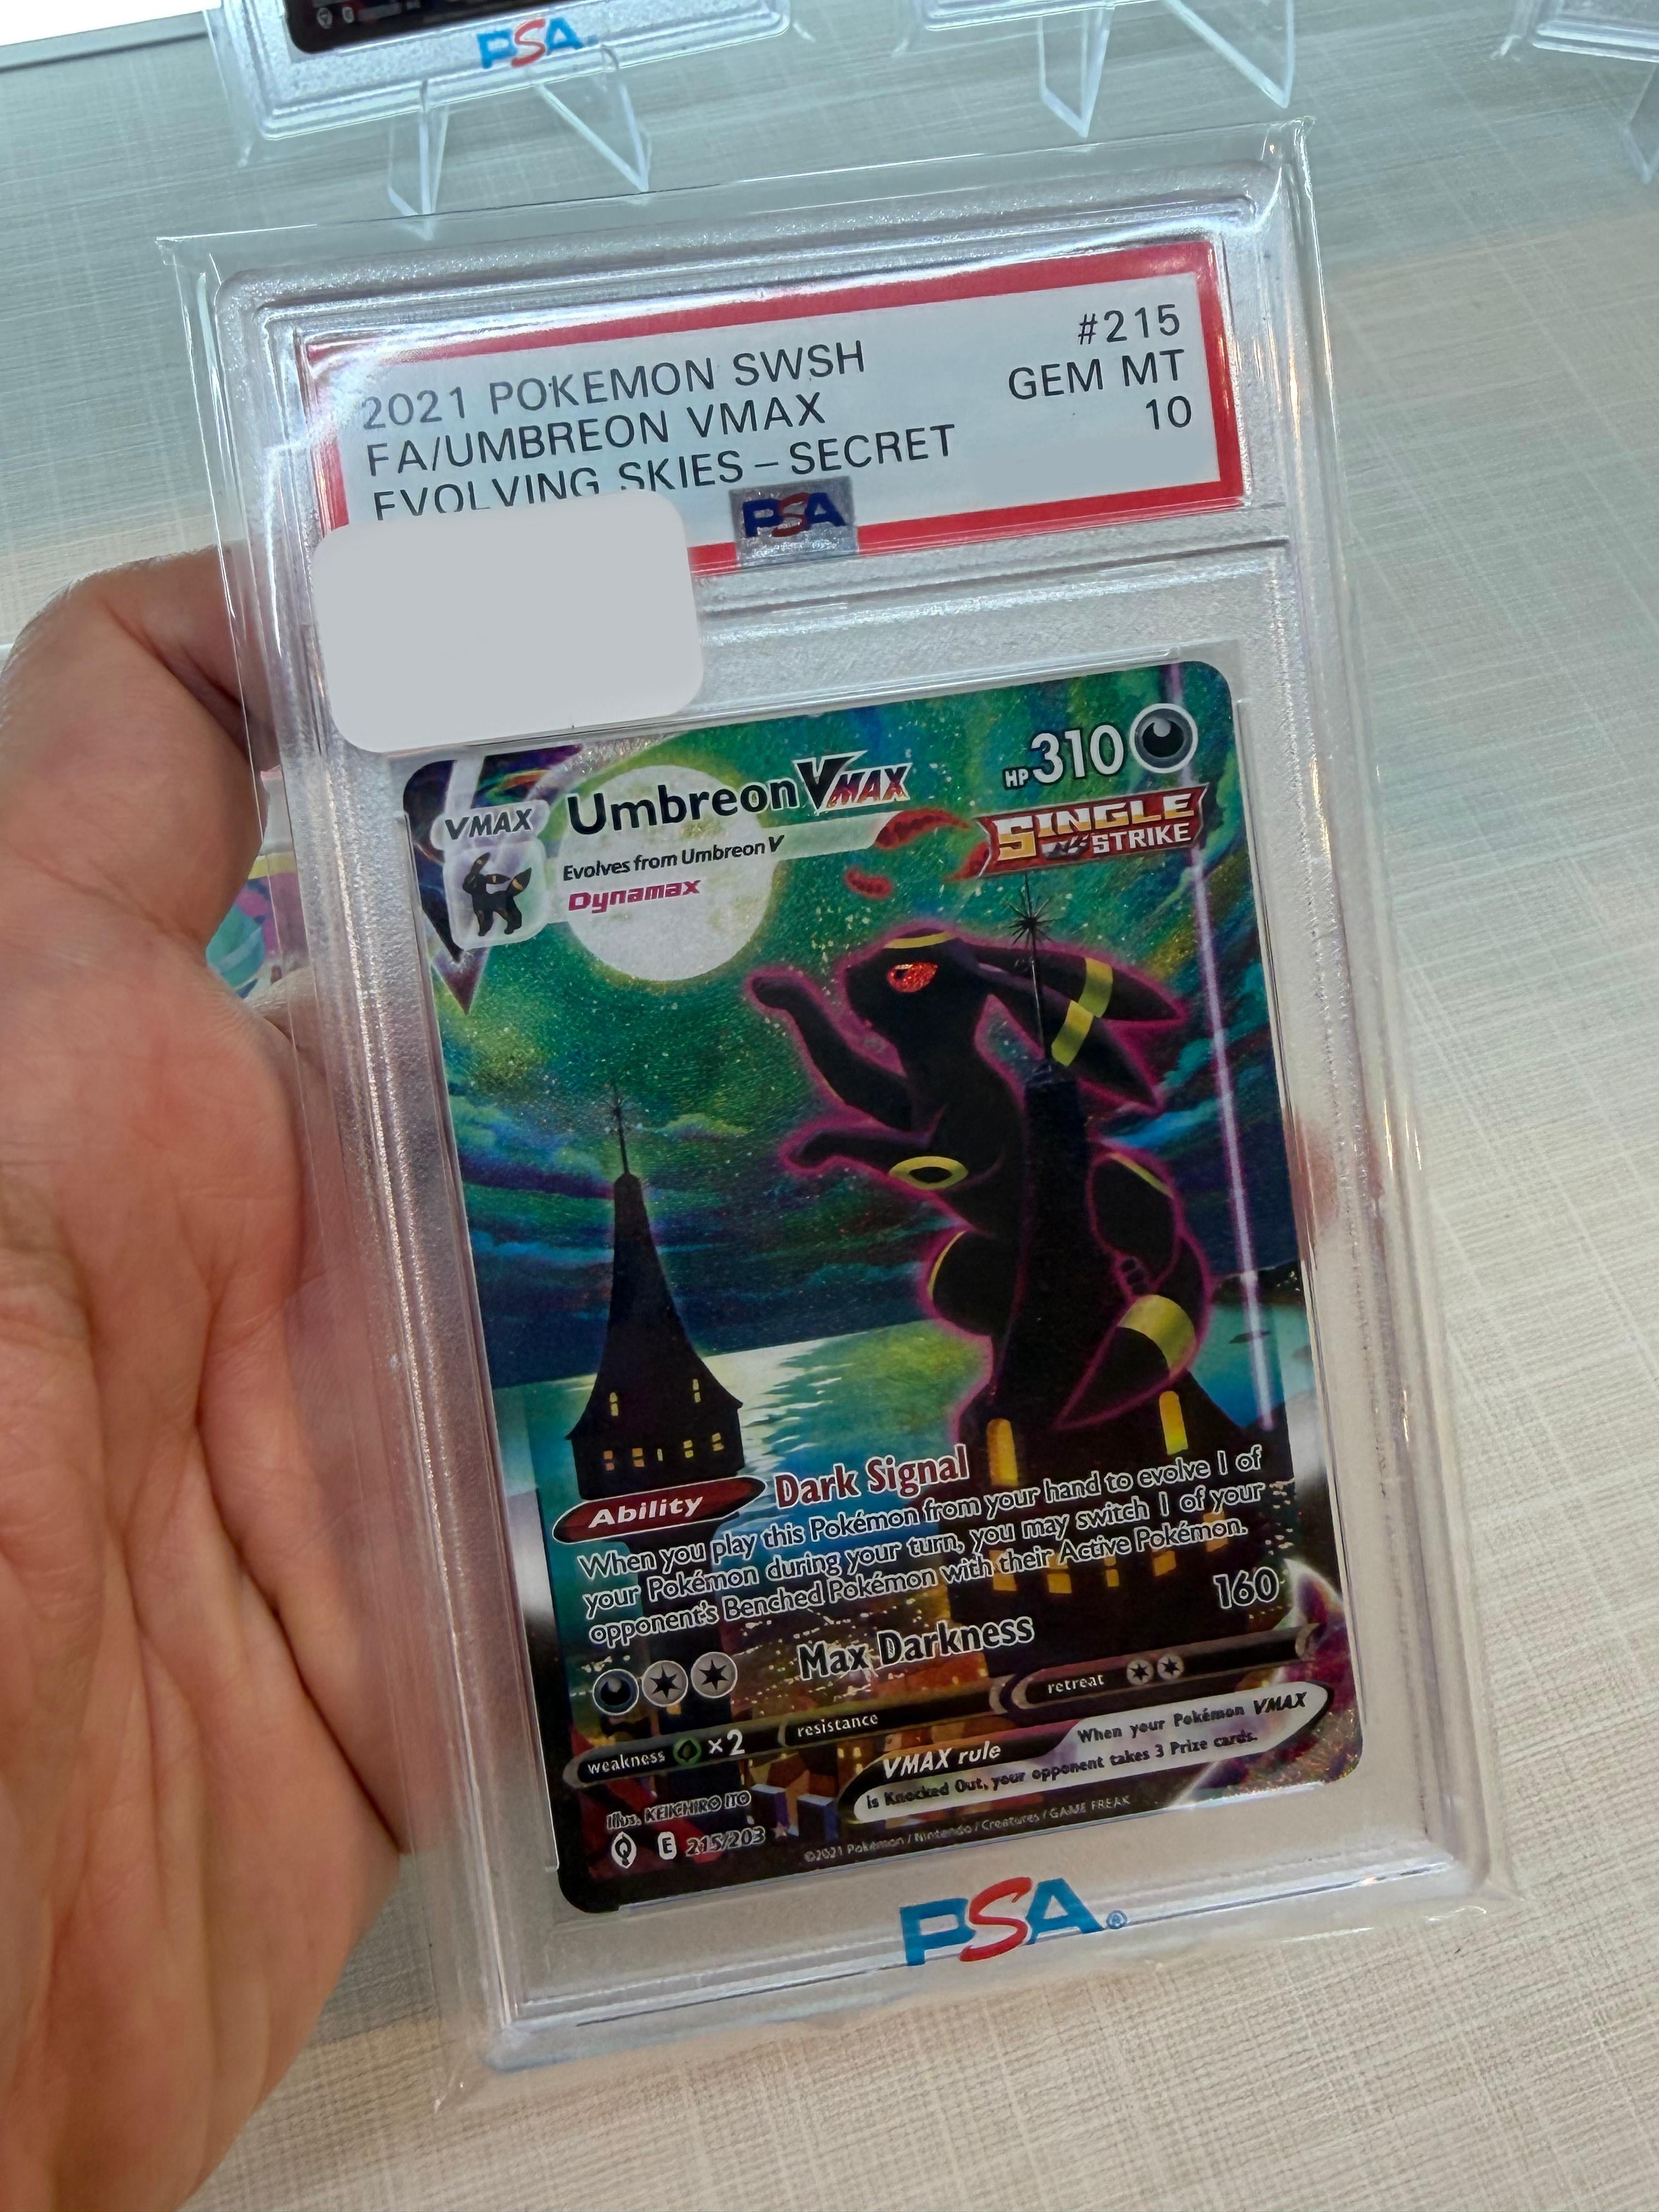 PSA
2021 POKEMON SWSH #215
FA/UMBREON VMAX GEM MT
EVOLVING SKIES – SECRET 10
PSA
VMAX Umbreon VMAX HP 310
Evolves from Umbreon V
Dynamax
SINGLE STRIKE
Ability Dark Signal
When you play this Pokémon from your hand to evolve 1 of
your Pokémon during your turn, you may switch 1 of your
opponent's Benched Pokémon with their Active Pokémon.
Max Darkness 160
weakness ×2 resistance retreat
VMAX rule When your Pokémon VMAX
is Knocked Out, your opponent takes 3 Prize cards.
Illus. KEIICHIRO ITO
E 215/203 ©2021 Pokémon / Nintendo / Creatures / GAME FREAK
PSA®